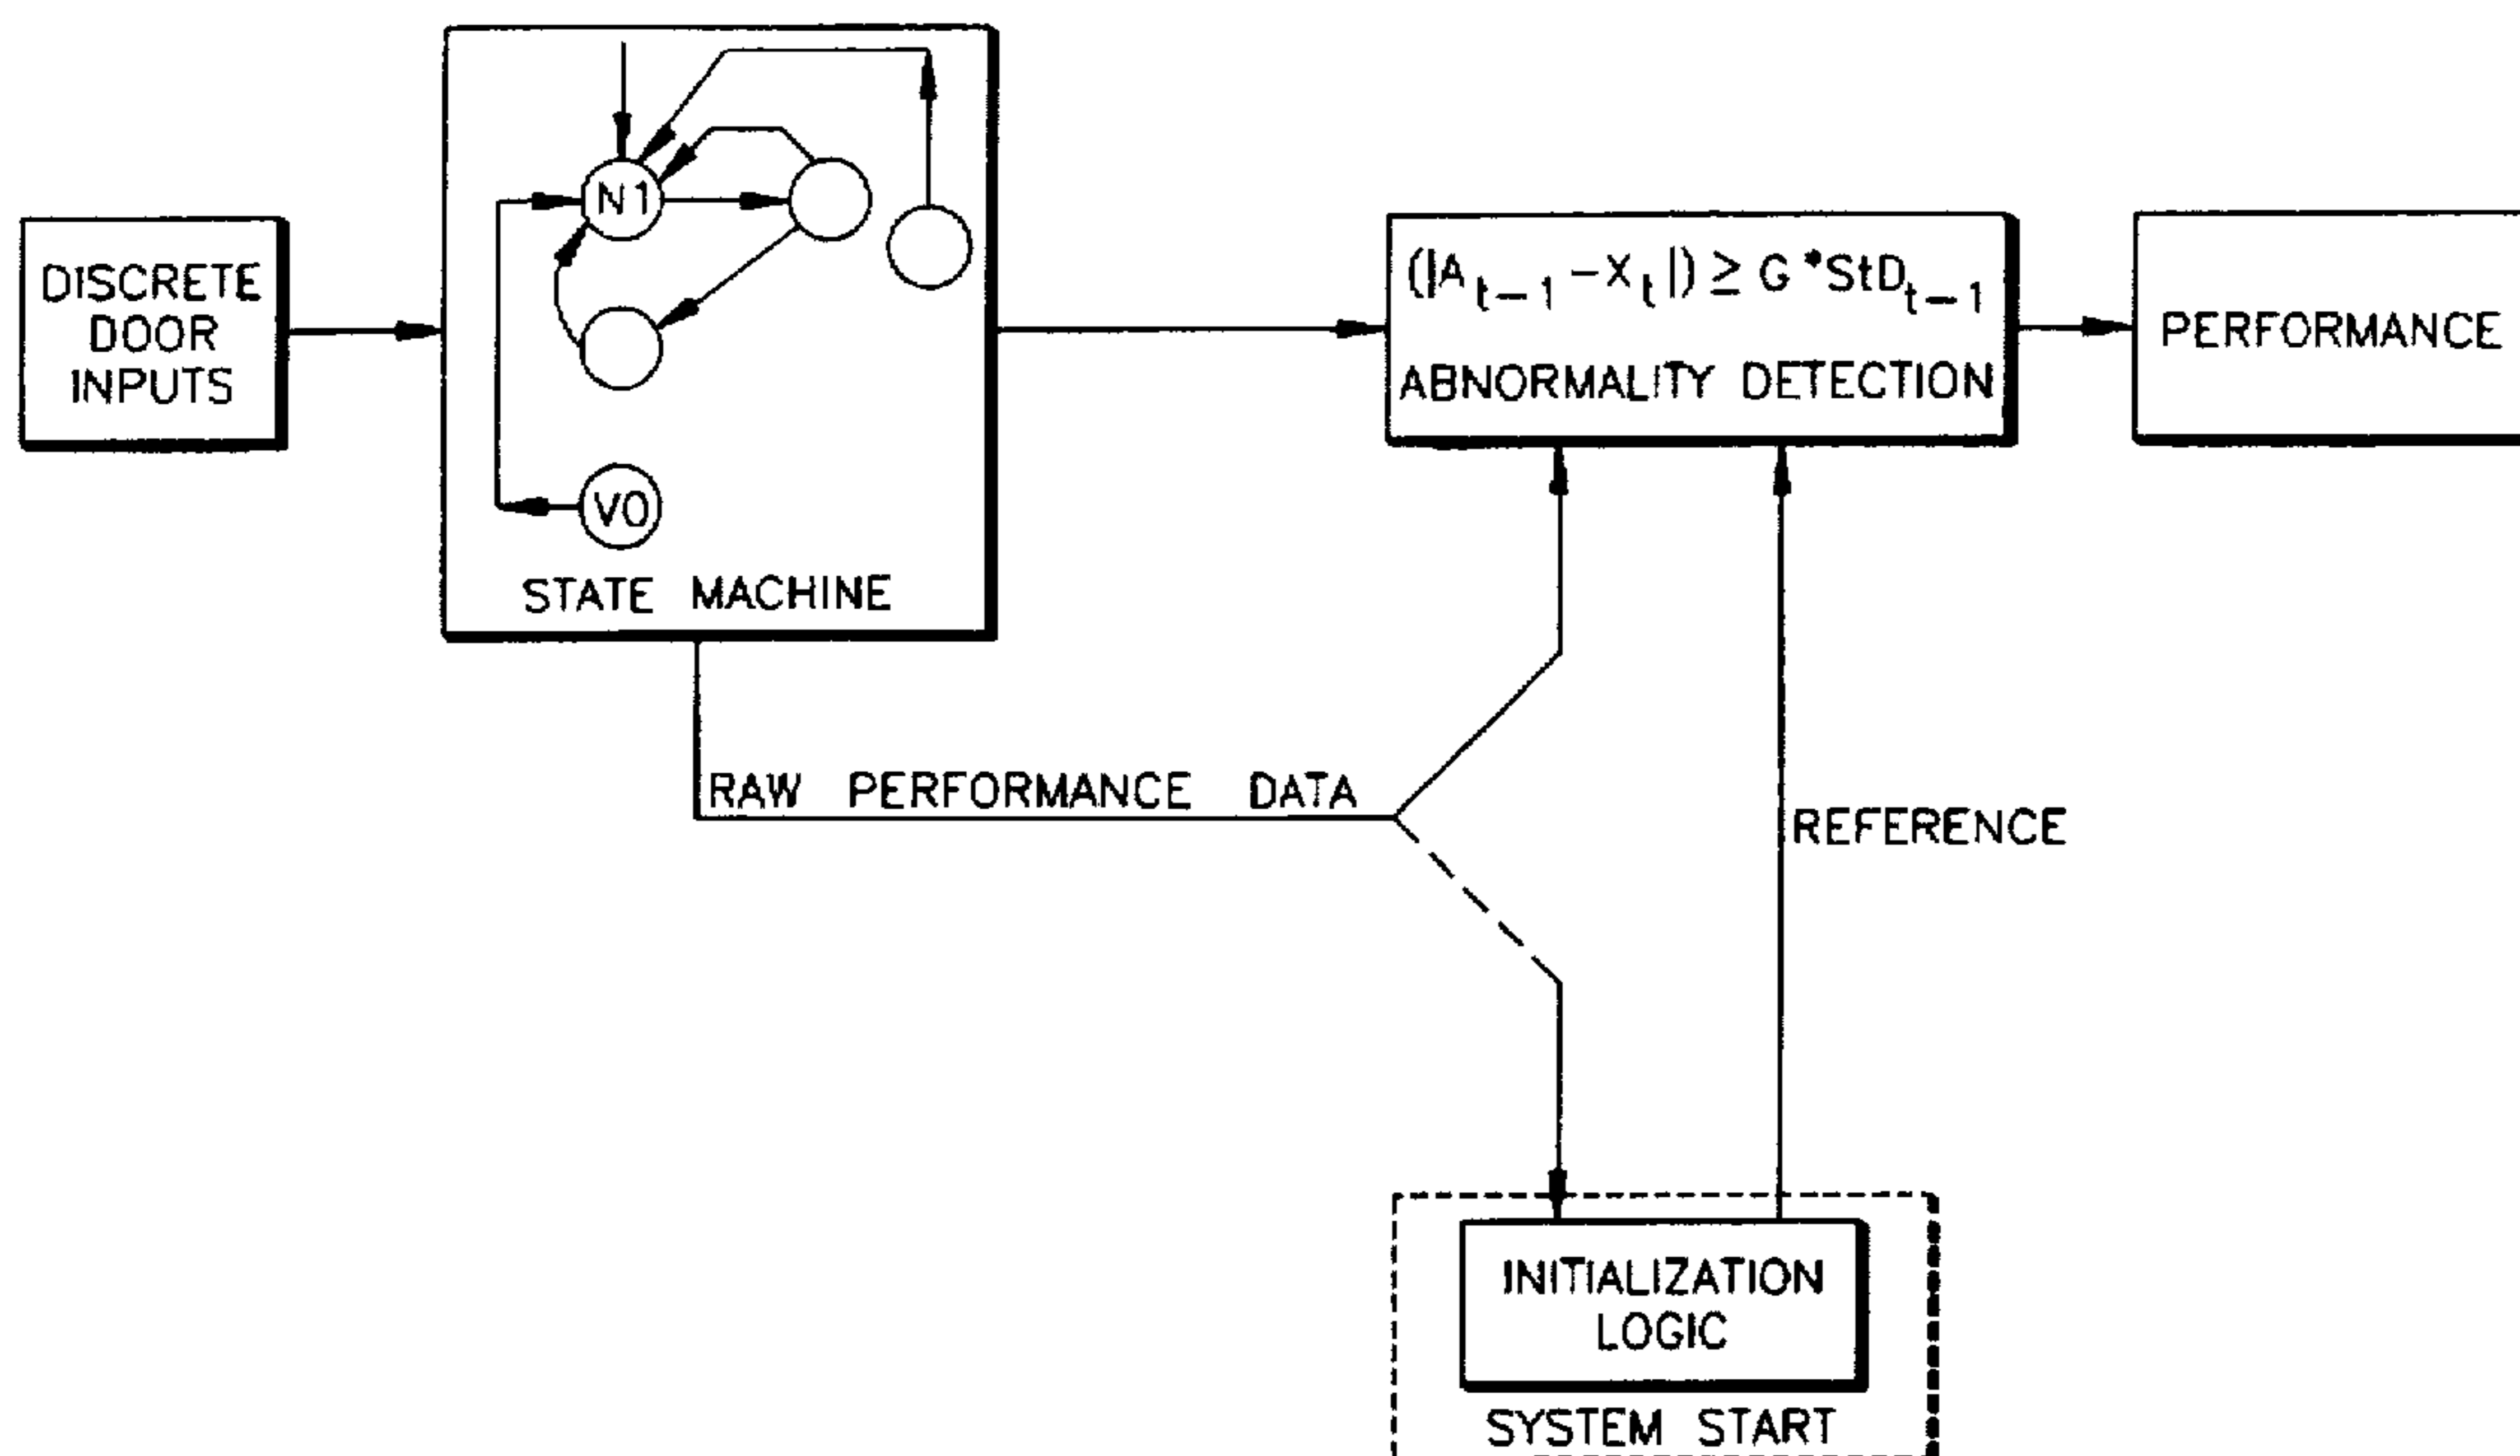 N1
DISCRETE
DOOR
INPUTS
V0
STATE MACHINE
(|A t-1 -X t |) ≥ G *StD t-1
ABNORMALITY DETECTION
PERFORMANCE
RAW PERFORMANCE DATA
REFERENCE
INITIALIZATION
LOGIC
SYSTEM START